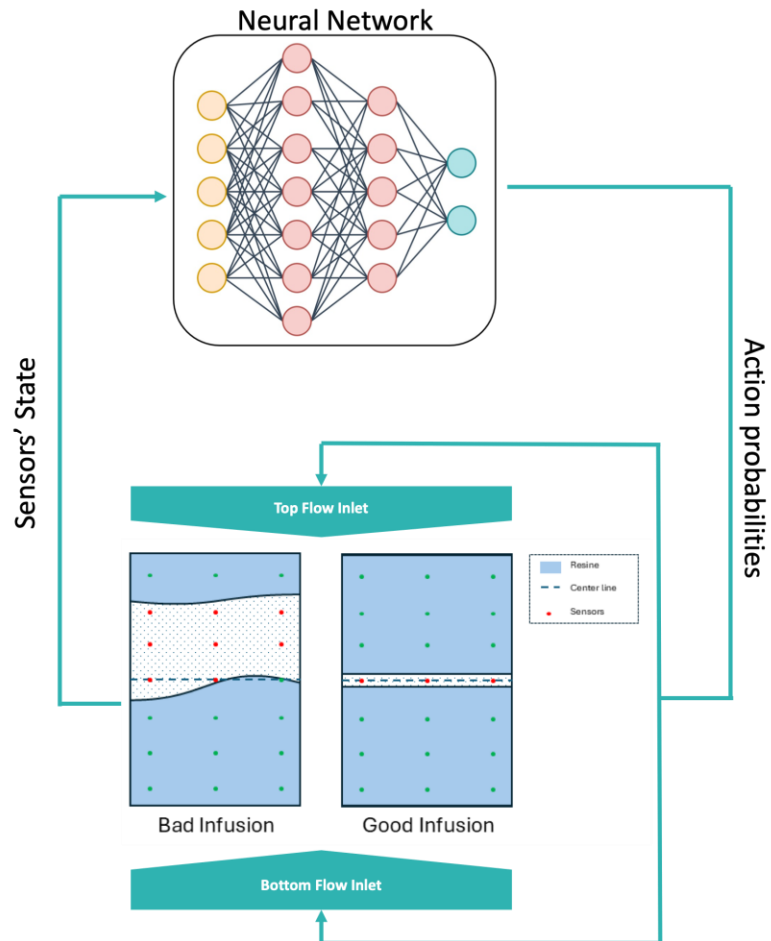 Neural Network
Sensors' State
Action probabilities
Top Flow Inlet
Resine
Center line
Sensors
Bad Infusion
Good Infusion
Bottom Flow Inlet